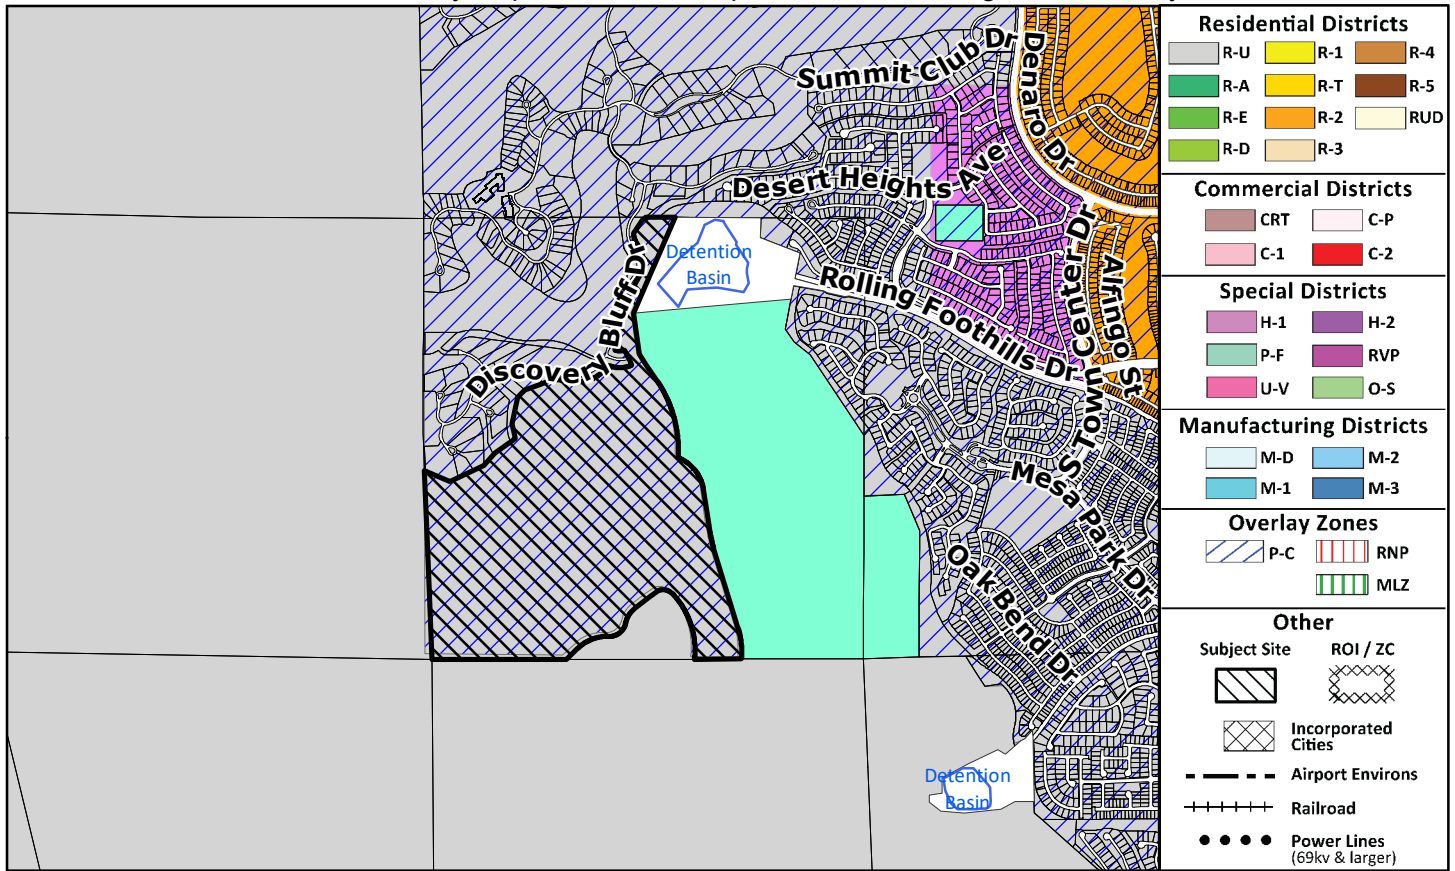 Summit Club Dr
Denaro Dr
Desert Heights Ave
Detention
Basin
Discovery Bluff Dr
Rolling Foothills Dr
S Town Center Dr
Alfingo St
Mesa Park Dr
Oak Bend Dr
Detention
Basin
Residential Districts
R-U R-1 R-4
R-A R-T R-5
R-E R-2 RUD
R-D R-3
Commercial Districts
CRT C-P
C-1 C-2
Special Districts
H-1 H-2
P-F RVP
U-V O-S
Manufacturing Districts
M-D M-2
M-1 M-3
Overlay Zones
P-C RNP
MLZ
Other
Subject Site ROI / ZC
Incorporated
Cities
Airport Environs
Railroad
Power Lines
(69kv & larger)